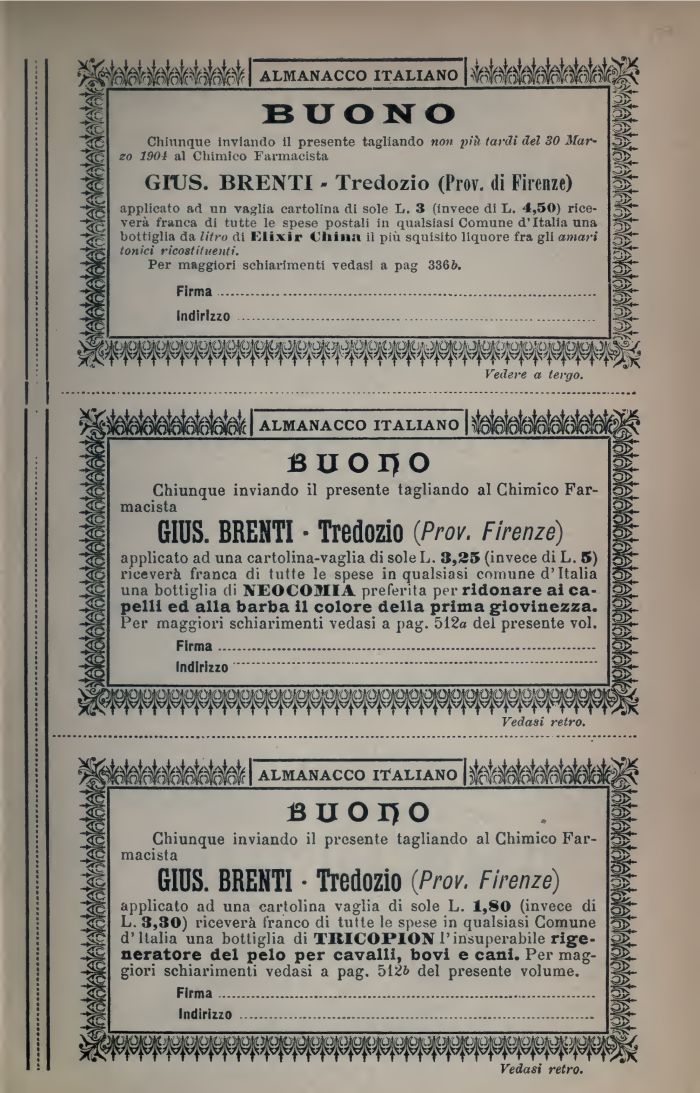 ALMANACCO ITALIANO
BUONO
Chiunque inviando il presente tagliando non più tardi del 30 Mar-
zo 1904 al Chimico Farmacista
GIUS. BRENTI - Tredozio (Prov. di Firenze)
applicato ad un vaglia cartolina di sole L. 3 (invece di L. 4,50) rice-
verà franca di tutte le spese postali in qualsiasi Comune d'Italia una
bottiglia da litro di Elixir China il più squisito liquore fra gli amari
tonici ricostituenti.
Per maggiori schiarimenti vedasi a pag 336b.
Firma
Indirizzo
Vedere a tergo.
ALMANACCO ITALIANO
BUONO
Chiunque inviando il presente tagliando al Chimico Far-
macista
GIUS. BRENTI - Tredozio (Prov. Firenze)
applicato ad una cartolina-vaglia di sole L. 3,25 (invece di L. 5)
riceverà franca di tutte le spese in qualsiasi comune d'Italia
una bottiglia di NEOCOMIA preferita per ridonare ai ca-
pelli ed alla barba il colore della prima giovinezza.
Per maggiori schiarimenti vedasi a pag. 512a del presente vol.
Firma
Indirizzo
Vedasi retro.
ALMANACCO ITALIANO
BUONO
Chiunque inviando il presente tagliando al Chimico Far-
macista
GIUS. BRENTI - Tredozio (Prov. Firenze)
applicato ad una cartolina vaglia di sole L. 1,80 (invece di
L. 3,30) riceverà franco di tutte le spese in qualsiasi Comune
d'Italia una bottiglia di TRICOPION l'insuperabile rige-
neratore del pelo per cavalli, bovi e cani. Per mag-
giori schiarimenti vedasi a pag. 512b del presente volume.
Firma
Indirizzo
Vedasi retro.